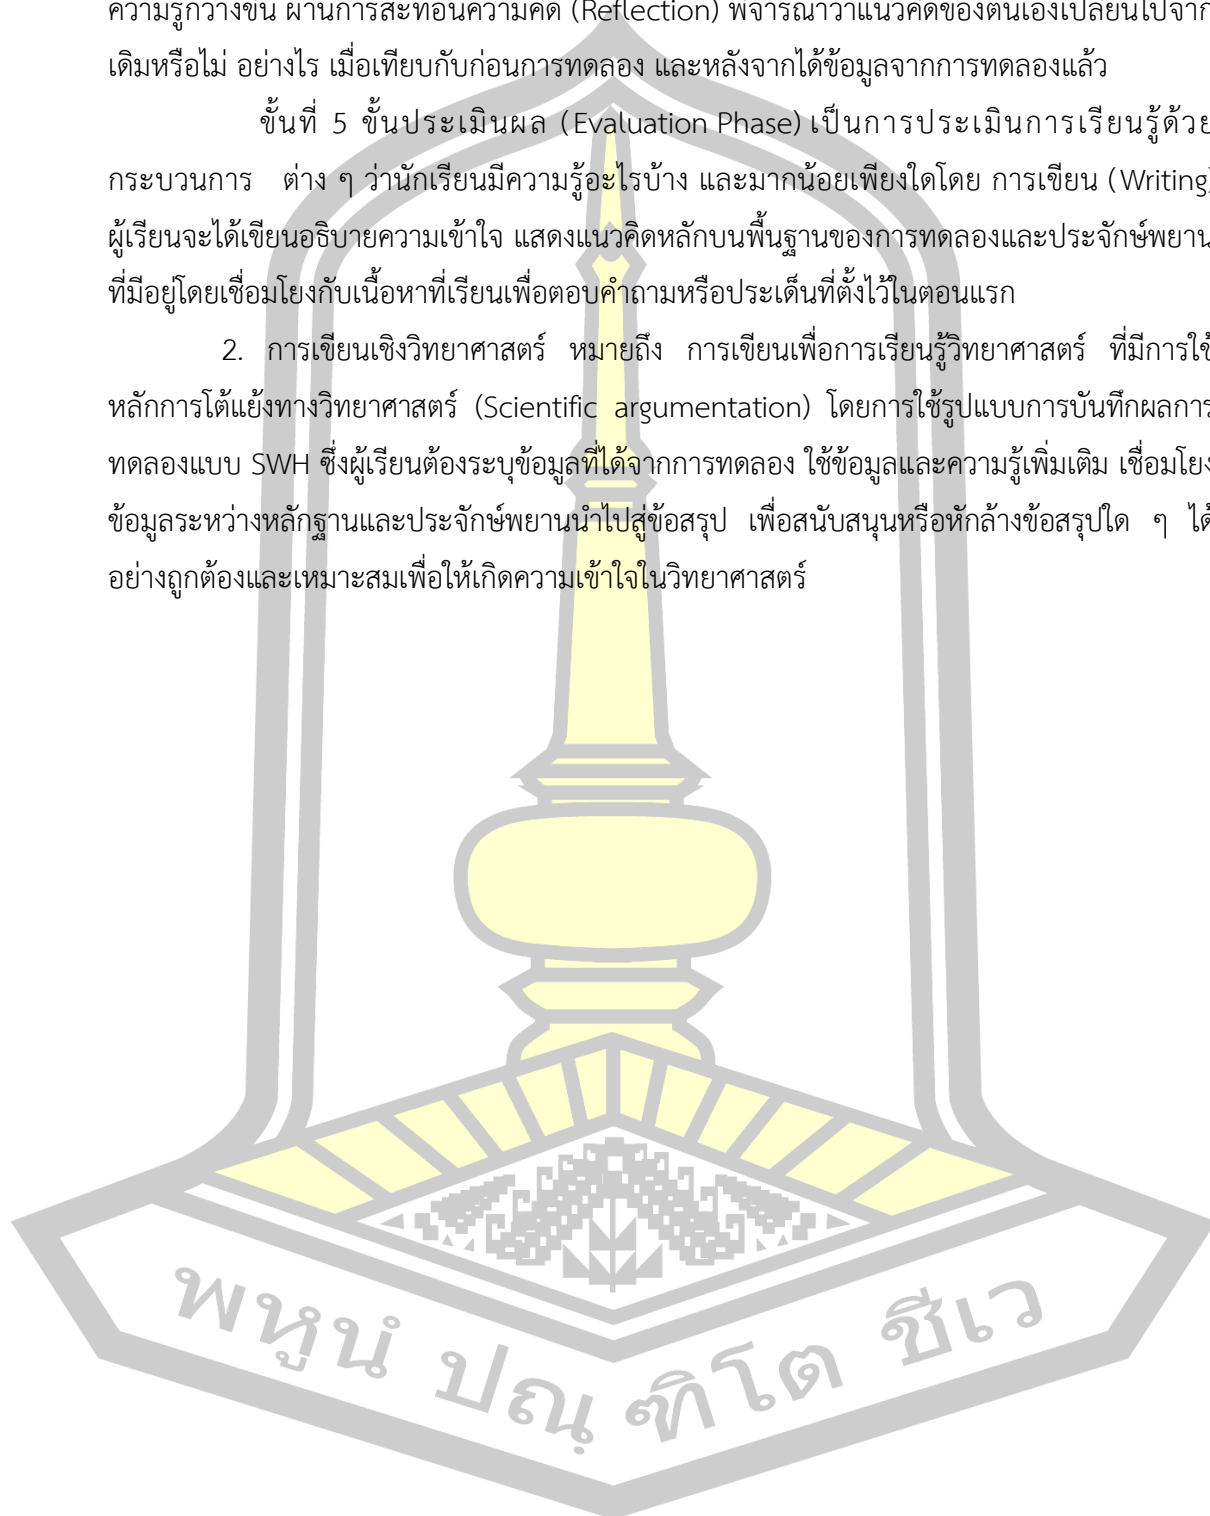 ความรู้กว้างขึ้น ผ่านการสะท้อนความคิด (Reflection) พิจารณาว่าแนวคิดของตนเองเปลี่ยนไปจาก
เดิมหรือไม่ อย่างไร เมื่อเทียบกับก่อนการทดลอง และหลังจากได้ข้อมูลจากการทดลองแล้ว
ขั้นที่ 5 ขั้นประเมินผล (Evaluation Phase) เป็นการประเมินการเรียนรู้ด้วย
กระบวนการ ต่าง ๆ ว่านักเรียนมีความรู้อะไรบ้าง และมากน้อยเพียงใดโดย การเขียน (Writing)
ผู้เรียนจะได้เขียนอธิบายความเข้าใจ แสดงแนวคิดหลักบนพื้นฐานของการทดลองและประจักษ์พยาน
ที่มีอยู่โดยเชื่อมโยงกับเนื้อหาที่เรียนเพื่อตอบคำถามหรือประเด็นที่ตั้งไว้ในตอนแรก
2. การเขียนเชิงวิทยาศาสตร์ หมายถึง การเขียนเพื่อการเรียนรู้วิทยาศาสตร์ ที่มีการใช้
หลักการโต้แย้งทางวิทยาศาสตร์ (Scientific argumentation) โดยการใช้รูปแบบการบันทึกผลการ
ทดลองแบบ SWH ซึ่งผู้เรียนต้องระบุข้อมูลที่ได้จากการทดลอง ใช้ข้อมูลและความรู้เพิ่มเติม เชื่อมโยง
ข้อมูลระหว่างหลักฐานและประจักษ์พยานนำไปสู่ข้อสรุป เพื่อสนับสนุนหรือหักล้างข้อสรุปใด ๆ ได้
อย่างถูกต้องและเหมาะสมเพื่อให้เกิดความเข้าใจในวิทยาศาสตร์
พหูนํ ปณฺ ฑิโต ชีเว